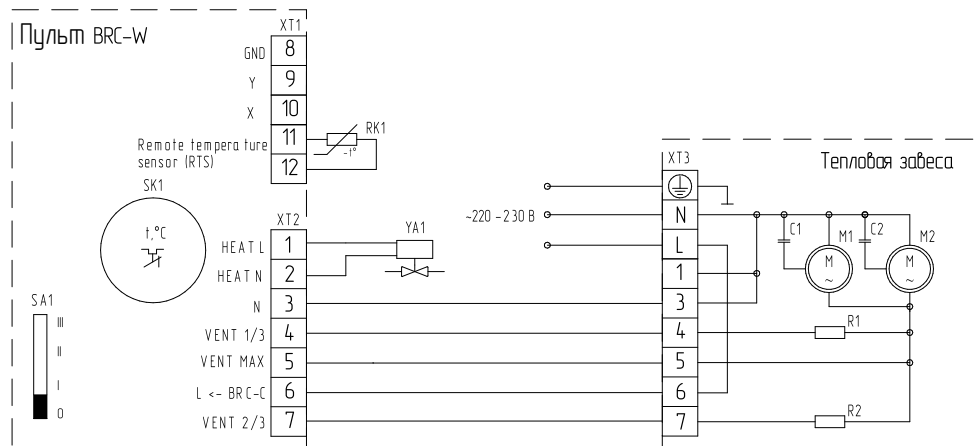 Пульт BRC-W
XT1
GND 8
Y 9
X 10
Remote temperature
sensor (RTS)
11
12
RK1
-t°
SK1
t,°C
SA1
III
II
I
0
XT2
HEAT L 1
HEAT N 2
N 3
VENT 1/3 4
VENT MAX 5
L <- BRC-C 6
VENT 2/3 7
YA1
~220-230 В
XT3
Тепловая завеса
N
L
1
3
4
5
6
7
C1
M1
M
~
C2
M2
M
~
R1
R2